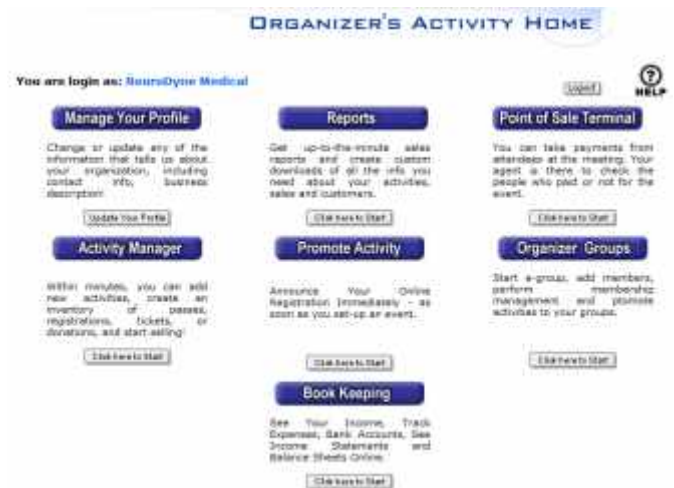 ORGANIZER'S ACTIVITY HOME
You are login as: NeuroDyne Medical
Logout
HELP
Manage Your Profile
Change or update any of the
information that tells us about
your organization, including
contact info, business
description!
Update Your Profile
Reports
Get up-to-the-minute sales
reports and create custom
downloads of all the info you
need about your activities,
sales and customers.
Click here to Start
Point of Sale Terminal
You can take payments from
attendees at the meeting. Your
agent is there to check the
people who paid or not for the
event.
Click here to Start
Activity Manager
Within minutes, you can add
new activities, create an
inventory of passes,
registrations, tickets, or
donations, and start selling!
Click here to Start
Promote Activity
Announce Your Online
Registration Immediately - as
soon as you set-up an event.
Click here to Start
Organizer Groups
Start e-group, add members,
perform membership
management and promote
activities to your groups.
Click here to Start
Book Keeping
See Your Income, Track
Expenses, Bank Accounts, See
Income Statements and
Balance Sheets Online.
Click here to Start